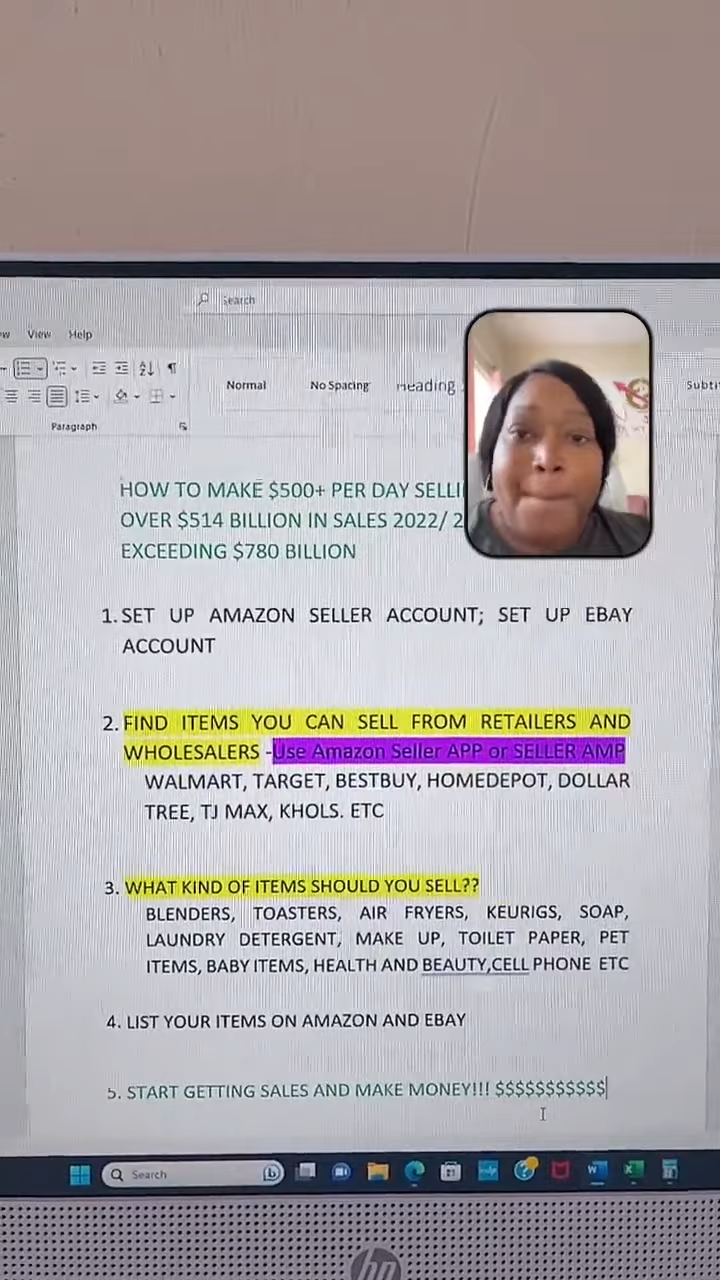 Search
View Help
Normal No Spacing Heading Subti
Paragraph
HOW TO MAKE $500+ PER DAY SELLI
OVER $514 BILLION IN SALES 2022/ 2
EXCEEDING $780 BILLION
1. SET UP AMAZON SELLER ACCOUNT; SET UP EBAY
ACCOUNT
2. FIND ITEMS YOU CAN SELL FROM RETAILERS AND
WHOLESALERS -Use Amazon Seller APP or SELLER AMP
WALMART, TARGET, BESTBUY, HOMEDEPOT, DOLLAR
TREE, TJ MAX, KHOLS. ETC
3. WHAT KIND OF ITEMS SHOULD YOU SELL??
BLENDERS, TOASTERS, AIR FRYERS, KEURIGS, SOAP,
LAUNDRY DETERGENT, MAKE UP, TOILET PAPER, PET
ITEMS, BABY ITEMS, HEALTH AND BEAUTY,CELL PHONE ETC
4. LIST YOUR ITEMS ON AMAZON AND EBAY
5. START GETTING SALES AND MAKE MONEY!!! $$$$$$$$$$$
Search
hp